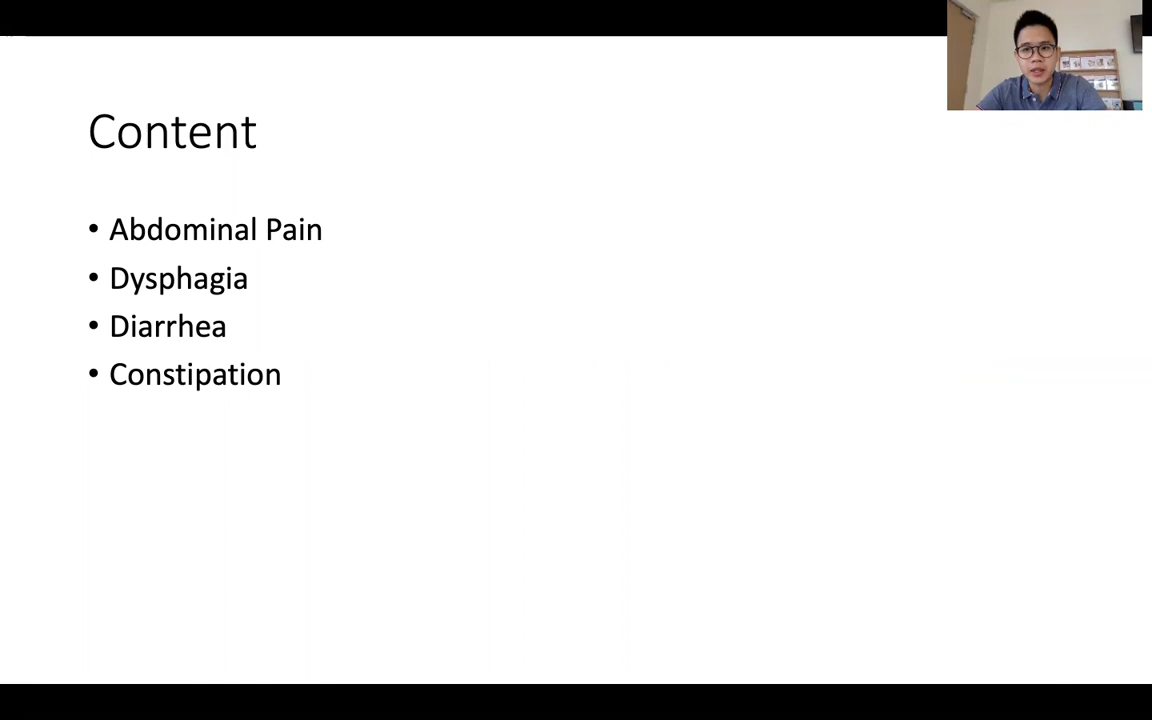 Content
• Abdominal Pain
• Dysphagia
• Diarrhea
• Constipation